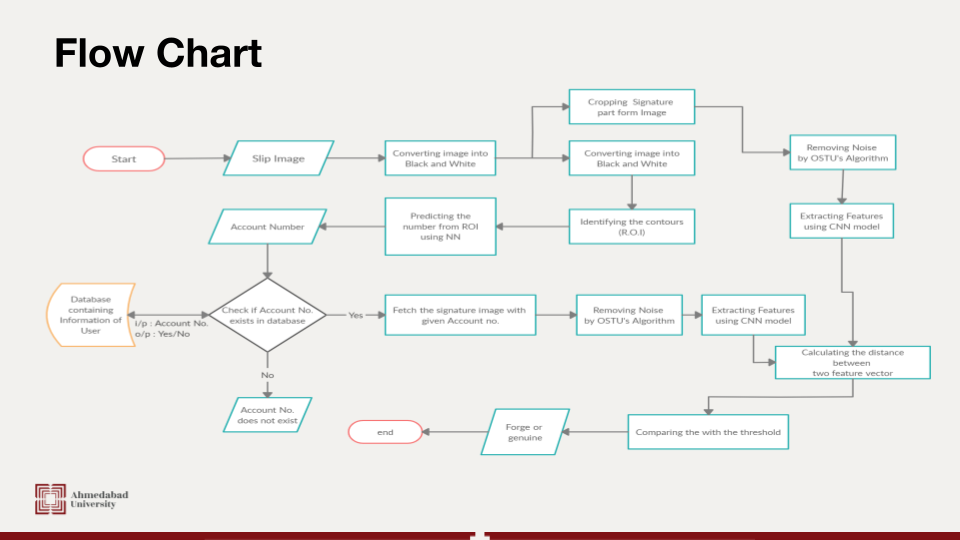 Flow Chart
Start
Slip Image
Converting image into
Black and White
Cropping  Signature
part form Image
Converting image into
Black and White
Removing Noise
by OSTU's Algorithm
Extracting Features
using CNN model
Identifying the contours
(R.O.I)
Predicting the
number from ROI
using NN
Account Number
Database
containing
Information of
User
i/p : Account No.
o/p : Yes/No
Check if Account No.
exists in database
Yes
Fetch the signature image with
given Account no.
Removing Noise
by OSTU's Algorithm
Extracting Features
using CNN model
Calculating the distance
between
two feature vector
No
Account No.
does not exist
Comparing the with the threshold
Forge or
genuine
end
Ahmedabad
University